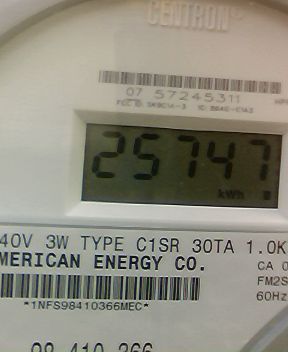 CENTRON®
07 57245311
25747
kWh
40V 3W TYPE C1SR 30TA 1.0K
MERICAN ENERGY CO.
CA 0
FM2S
60Hz
*1NFS98410366MEC*
98 410 366